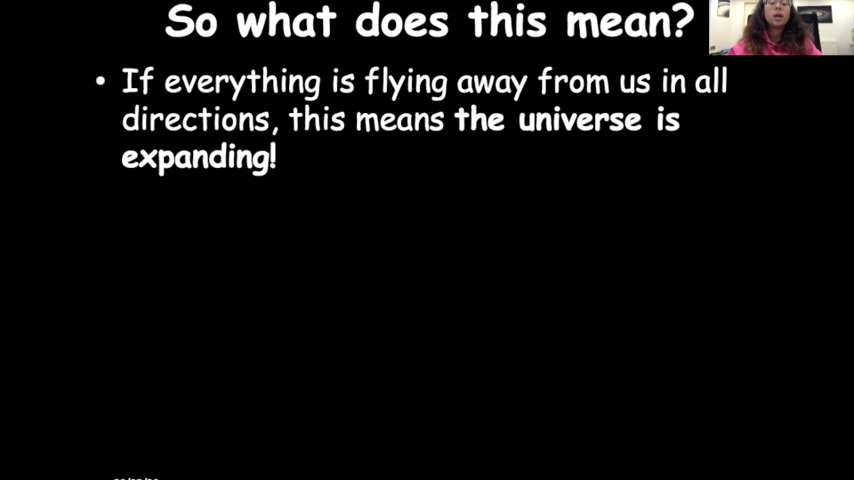 So what does this mean?
• If everything is flying away from us in all
directions, this means the universe is
expanding!